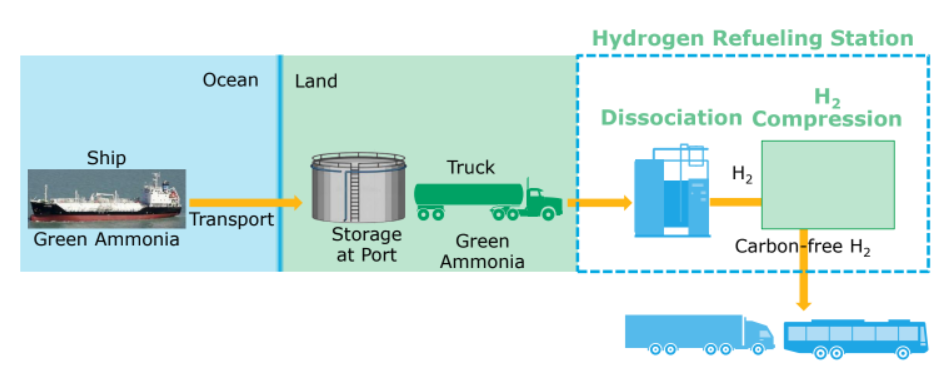 Hydrogen Refueling Station
Ocean
Land
Dissociation
H₂
Compression
Ship
Green Ammonia
Transport
Storage
at Port
Truck
Green
Ammonia
H₂
Carbon-free H₂